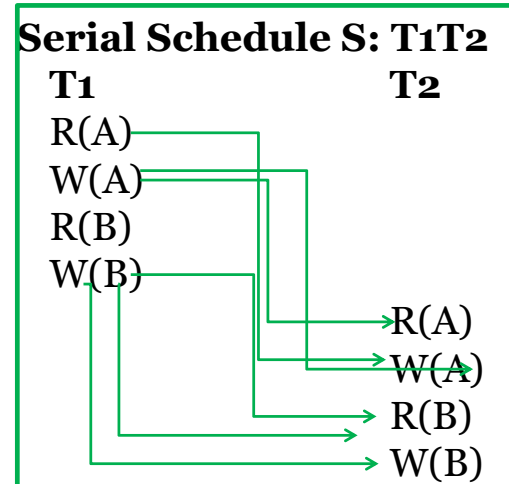 Serial Schedule S: T1T2
T1 T2
R(A)
W(A)
R(B)
W(B)
R(A)
W(A)
R(B)
W(B)